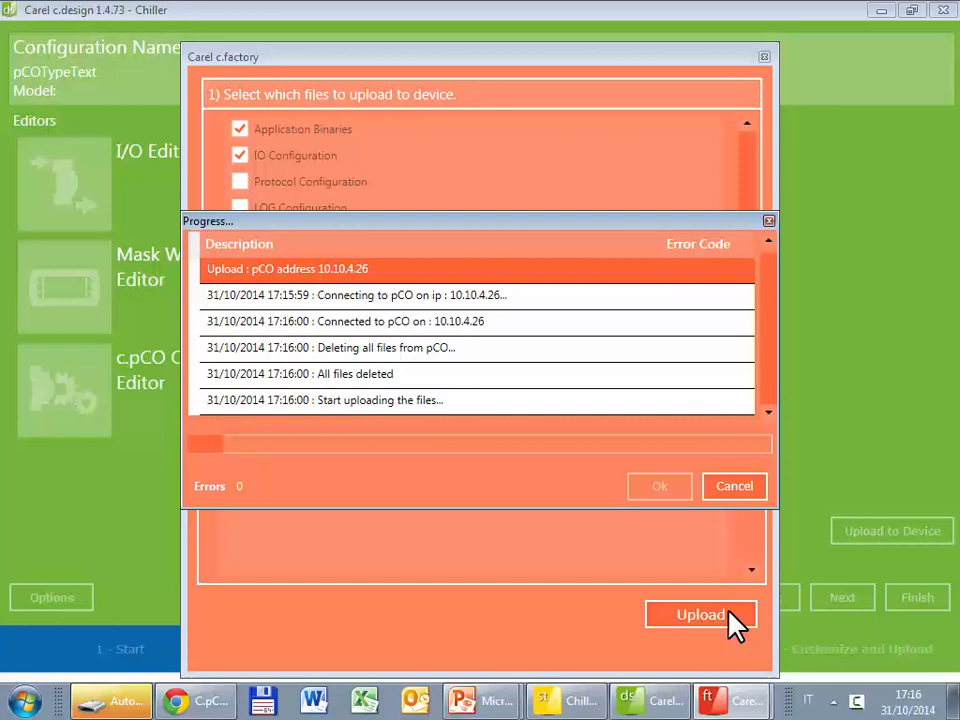 Carel c.design 1.4.73 - Chiller
Configuration Name
pCOTypeText
Model:
Editors
I/O Edit
Mask W
Editor
c.pCO C
Editor
Carel c.factory
1) Select which files to upload to device.
Application Binaries
IO Configuration
Protocol Configuration
LOG Configuration
Progress...
Description Error Code
Upload : pCO address 10.10.4.26
31/10/2014 17:15:59 : Connecting to pCO on ip : 10.10.4.26...
31/10/2014 17:16:00 : Connected to pCO on : 10.10.4.26
31/10/2014 17:16:00 : Deleting all files from pCO...
31/10/2014 17:16:00 : All files deleted
31/10/2014 17:16:00 : Start uploading the files...
Errors 0
Ok Cancel
Upload to Device
Options Next Finish
Upload
1 - Start - Customize and Upload
Auto... C.pC... Micr... Chill... Carel... Care... IT 17:16
31/10/2014